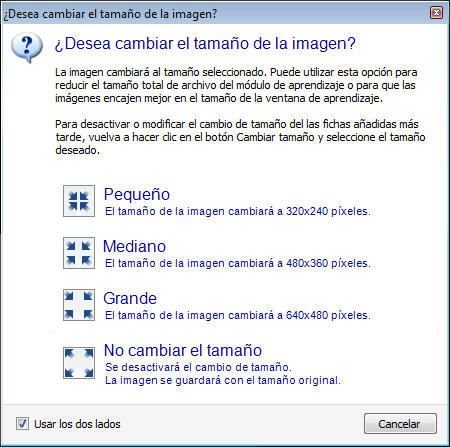 ¿Desea cambiar el tamaño de la imagen?
¿Desea cambiar el tamaño de la imagen?
La imagen cambiará al tamaño seleccionado. Puede utilizar esta opción para
reducir el tamaño total de archivo del módulo de aprendizaje o para que las
imágenes encajen mejor en el tamaño de la ventana de aprendizaje.
Para desactivar o modificar el cambio de tamaño del las fichas añadidas más
tarde, vuelva a hacer clic en el botón Cambiar tamaño y seleccione el tamaño
deseado.
Pequeño
El tamaño de la imagen cambiará a 320x240 píxeles.
Mediano
El tamaño de la imagen cambiará a 480x360 píxeles.
Grande
El tamaño de la imagen cambiará a 640x480 píxeles.
No cambiar el tamaño
Se desactivará el cambio de tamaño.
La imagen se guardará con el tamaño original.
Usar los dos lados
Cancelar